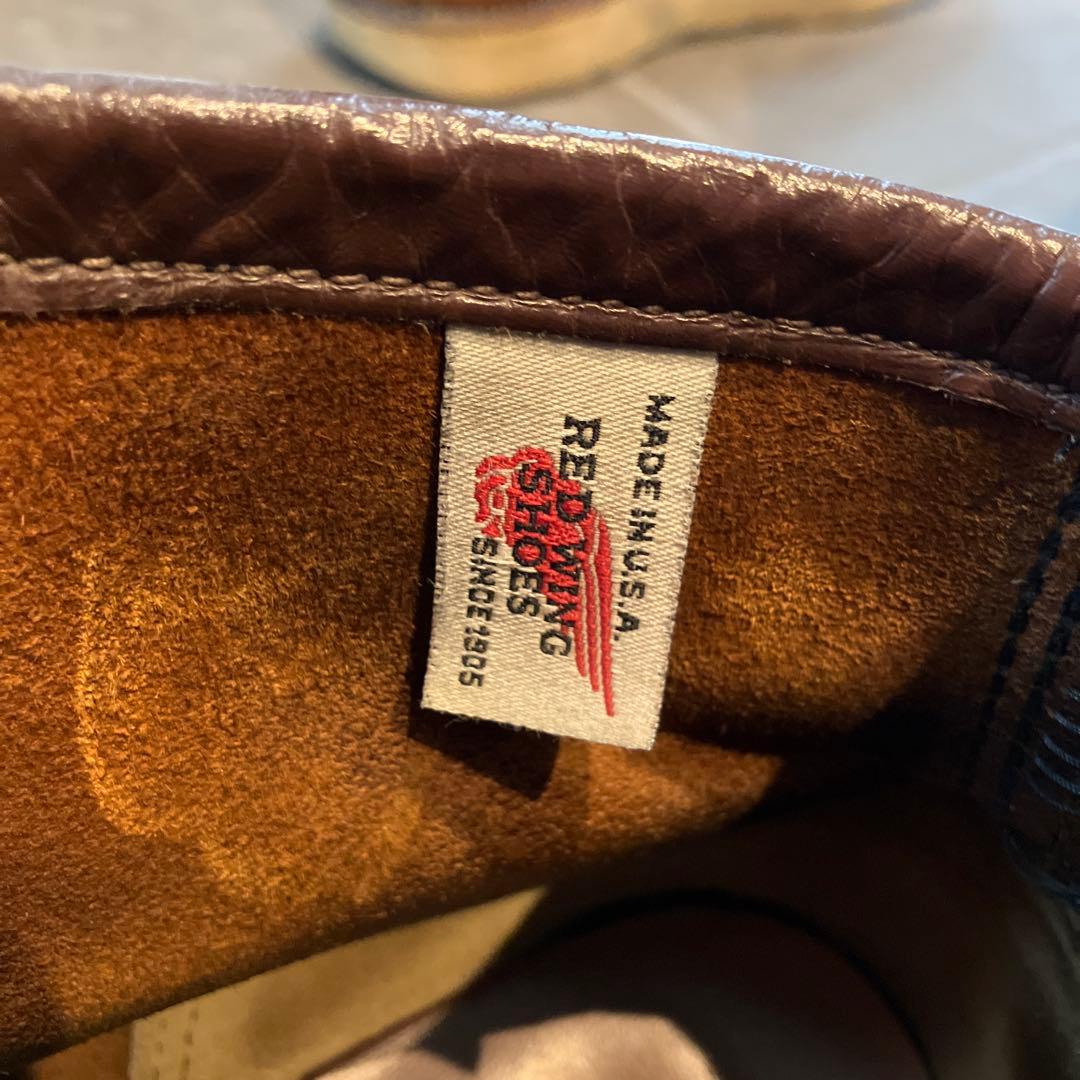 MADE IN U.S.A.
RED WING
SHOES
SINCE 1905